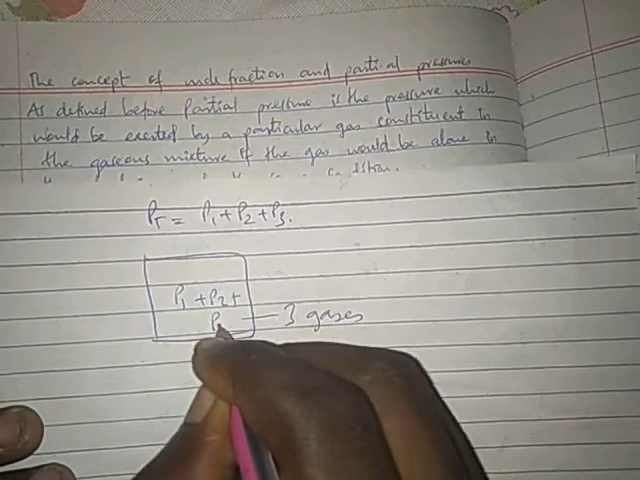 The concept of mole fraction and partial pressures
As defined before Partial pressure is the pressure which
would be exerted by a particular gas constituent in
the gaseous mixture if the gas would be alone in
PT = P1 + P2 + P3.
P1 + P2 +
P
3 gases